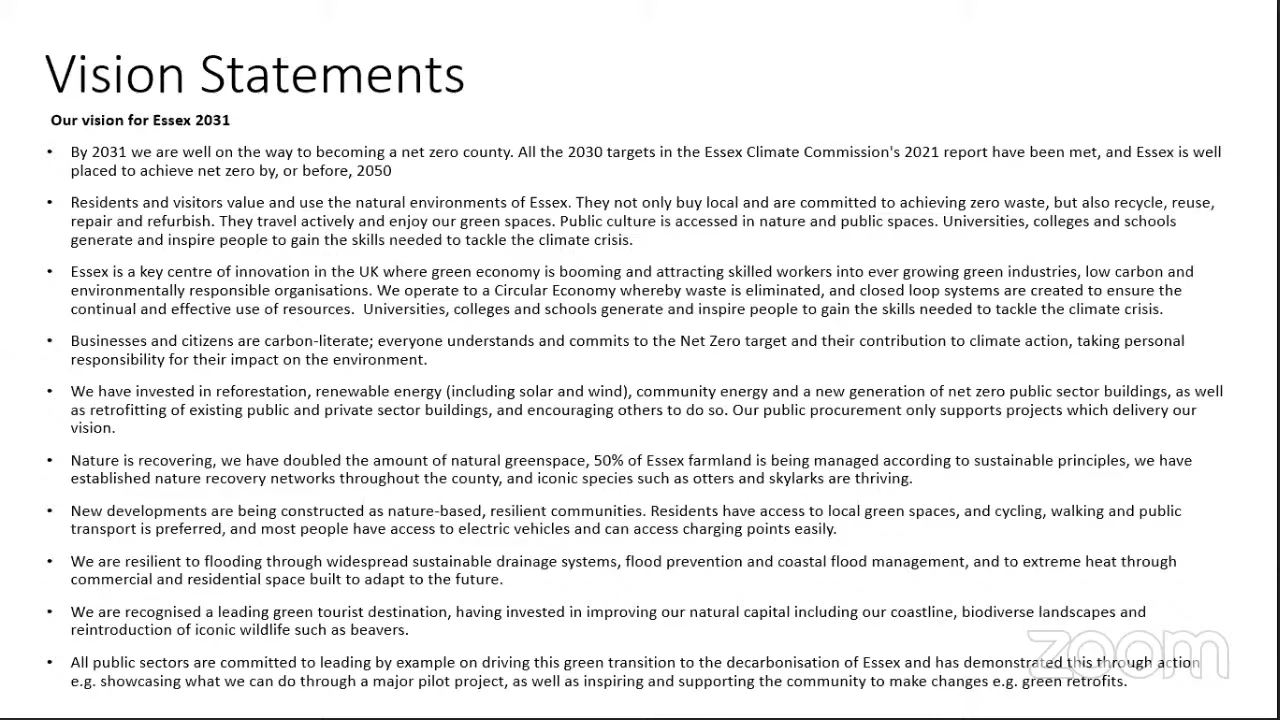 Vision Statements
Our vision for Essex 2031
• By 2031 we are well on the way to becoming a net zero county. All the 2030 targets in the Essex Climate Commission's 2021 report have been met, and Essex is well
placed to achieve net zero by, or before, 2050
• Residents and visitors value and use the natural environments of Essex. They not only buy local and are committed to achieving zero waste, but also recycle, reuse,
repair and refurbish. They travel actively and enjoy our green spaces. Public culture is accessed in nature and public spaces. Universities, colleges and schools
generate and inspire people to gain the skills needed to tackle the climate crisis.
• Essex is a key centre of innovation in the UK where green economy is booming and attracting skilled workers into ever growing green industries, low carbon and
environmentally responsible organisations. We operate to a Circular Economy whereby waste is eliminated, and closed loop systems are created to ensure the
continual and effective use of resources.  Universities, colleges and schools generate and inspire people to gain the skills needed to tackle the climate crisis.
• Businesses and citizens are carbon-literate; everyone understands and commits to the Net Zero target and their contribution to climate action, taking personal
responsibility for their impact on the environment.
• We have invested in reforestation, renewable energy (including solar and wind), community energy and a new generation of net zero public sector buildings, as well
as retrofitting of existing public and private sector buildings, and encouraging others to do so. Our public procurement only supports projects which delivery our
vision.
• Nature is recovering, we have doubled the amount of natural greenspace, 50% of Essex farmland is being managed according to sustainable principles, we have
established nature recovery networks throughout the county, and iconic species such as otters and skylarks are thriving.
• New developments are being constructed as nature-based, resilient communities. Residents have access to local green spaces, and cycling, walking and public
transport is preferred, and most people have access to electric vehicles and can access charging points easily.
• We are resilient to flooding through widespread sustainable drainage systems, flood prevention and coastal flood management, and to extreme heat through
commercial and residential space built to adapt to the future.
• We are recognised a leading green tourist destination, having invested in improving our natural capital including our coastline, biodiverse landscapes and
reintroduction of iconic wildlife such as beavers.
• All public sectors are committed to leading by example on driving this green transition to the decarbonisation of Essex and has demonstrated this through action
e.g. showcasing what we can do through a major pilot project, as well as inspiring and supporting the community to make changes e.g. green retrofits.
zoom